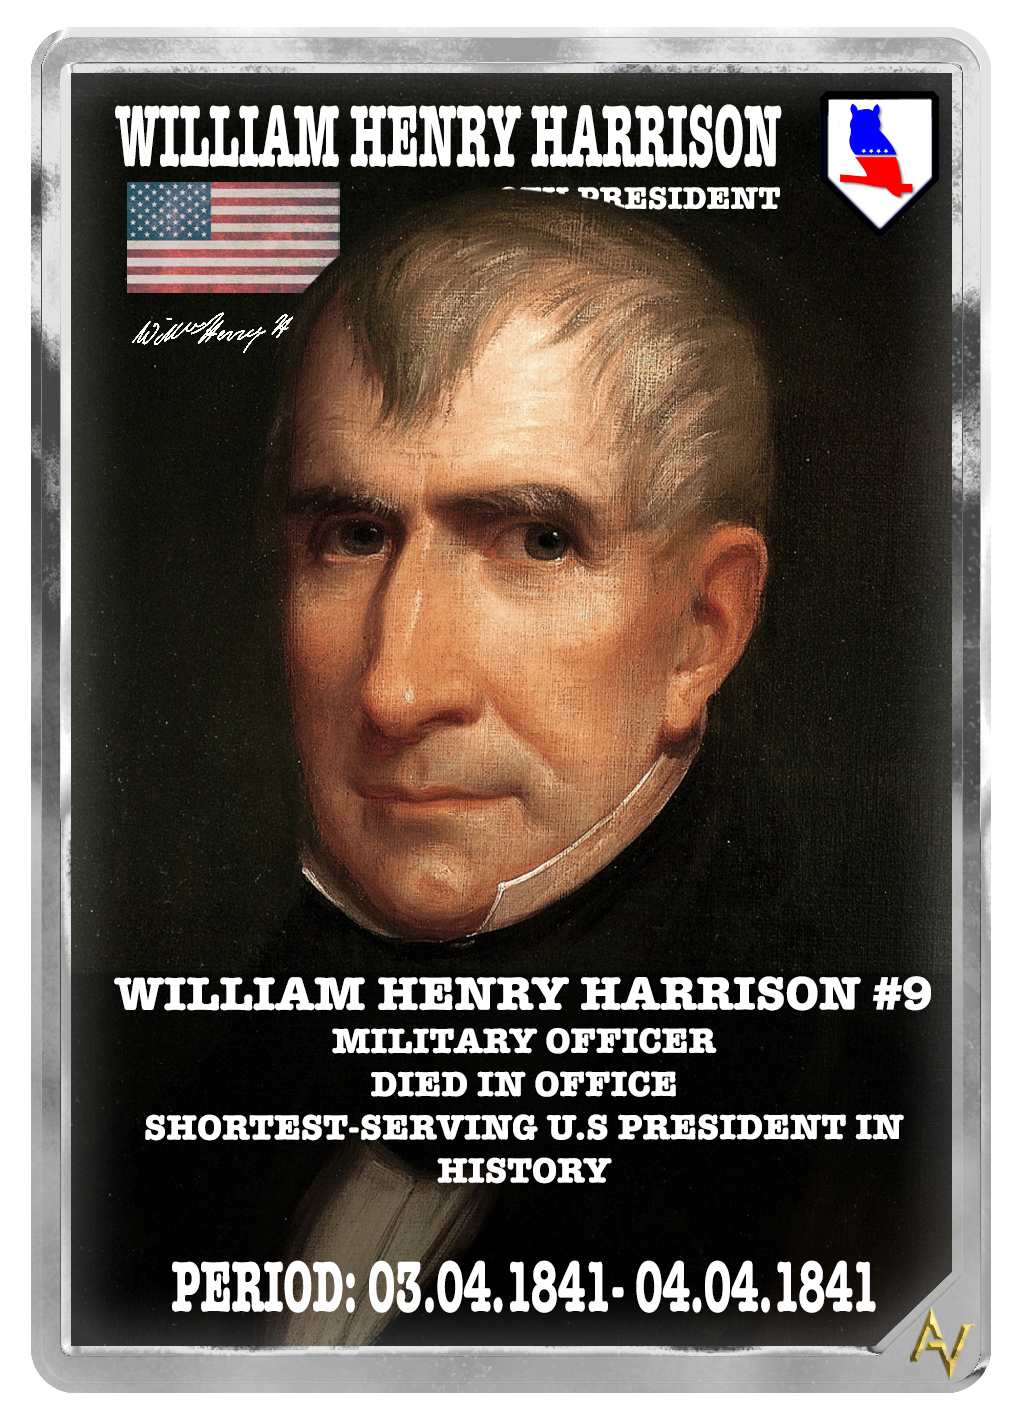 WILLIAM HENRY HARRISON
PRESIDENT
WILLIAM HENRY HARRISON #9
MILITARY OFFICER
DIED IN OFFICE
SHORTEST-SERVING U.S PRESIDENT IN
HISTORY
PERIOD: 03.04.1841- 04.04.1841
AV